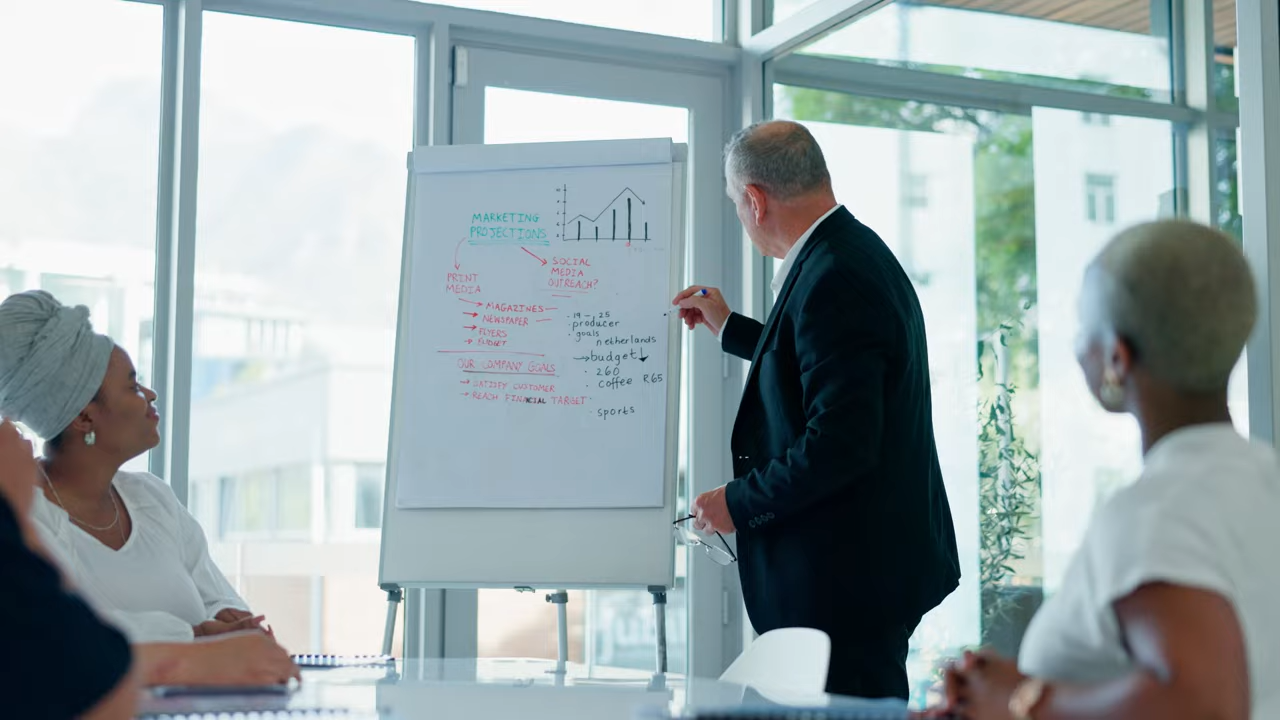 MARKETING
PROJECTIONS
PRINT
MEDIA
SOCIAL
MEDIA
OUTREACH?
→ MAGAZINES
→ NEWSPAPER
→ FLYERS
→ BUDGET
OUR COMPANY GOALS
→ SATISFY CUSTOMER
→ REACH FINANCIAL TARGET
· 19 - 25
· producer
· goals
netherlands
→ budget ↓
· 260
· coffee R65
· sports